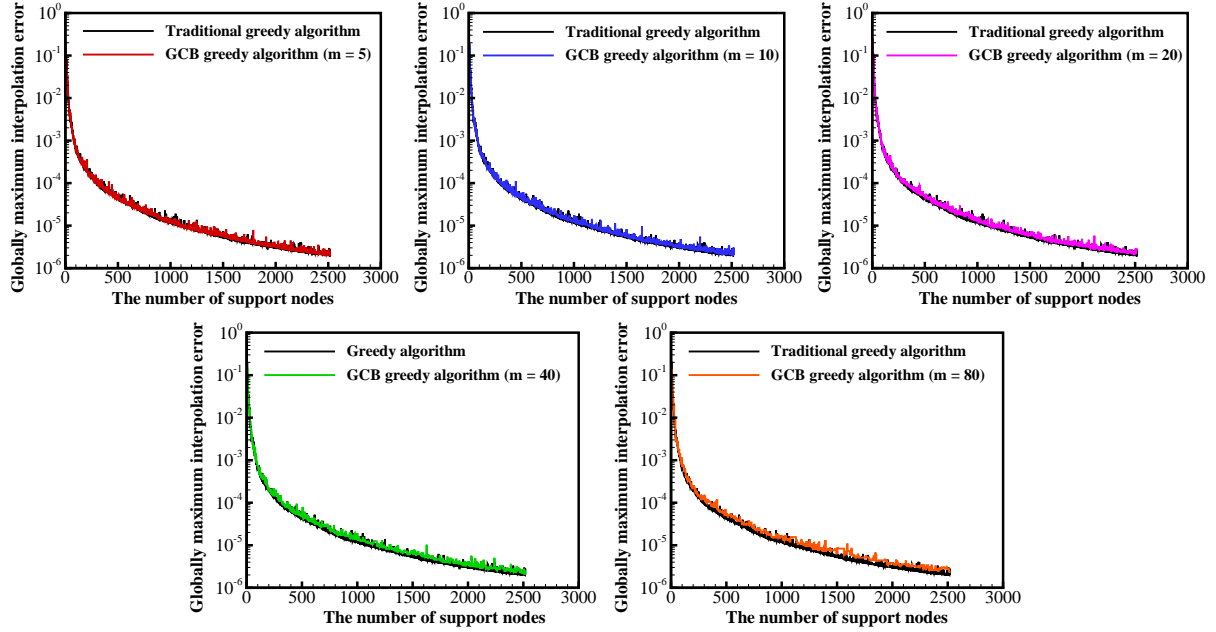 Globally maximum interpolation error
10^0
10^-1
10^-2
10^-3
10^-4
10^-5
10^-6
Traditional greedy algorithm
GCB greedy algorithm (m = 5)
0 500 1000 1500 2000 2500 3000
The number of support nodes
Globally maximum interpolation error
10^0
10^-1
10^-2
10^-3
10^-4
10^-5
10^-6
Traditional greedy algorithm
GCB greedy algorithm (m = 10)
0 500 1000 1500 2000 2500 3000
The number of support nodes
Globally maximum interpolation error
10^0
10^-1
10^-2
10^-3
10^-4
10^-5
10^-6
Traditional greedy algorithm
GCB greedy algorithm (m = 20)
0 500 1000 1500 2000 2500 3000
The number of support nodes
Globally maximum interpolation error
10^0
10^-1
10^-2
10^-3
10^-4
10^-5
10^-6
Greedy algorithm
GCB greedy algorithm (m = 40)
0 500 1000 1500 2000 2500 3000
The number of support nodes
Globally maximum interpolation error
10^0
10^-1
10^-2
10^-3
10^-4
10^-5
10^-6
Traditional greedy algorithm
GCB greedy algorithm (m = 80)
0 500 1000 1500 2000 2500 3000
The number of support nodes